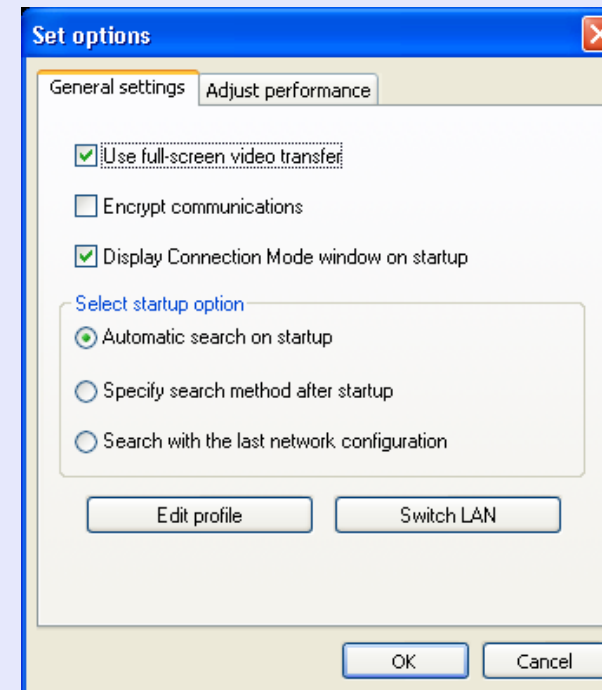 Set options
General settings
Adjust performance
Use full-screen video transfer
Encrypt communications
Display Connection Mode window on startup
Select startup option
Automatic search on startup
Specify search method after startup
Search with the last network configuration
Edit profile
Switch LAN
OK
Cancel